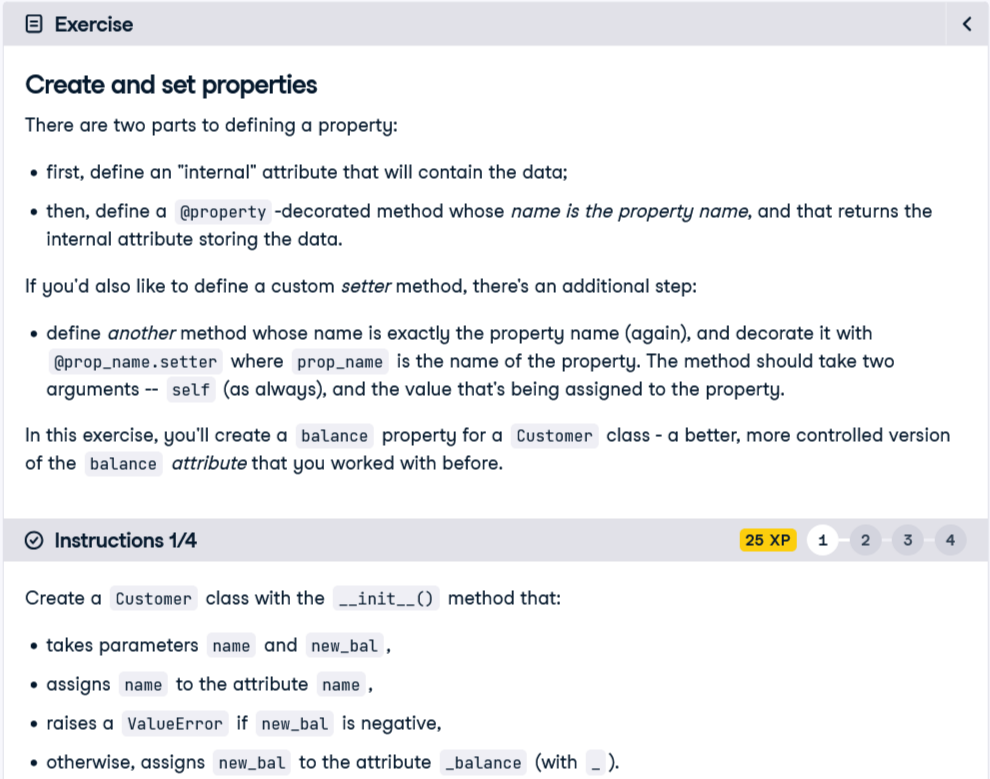 Exercise
Create and set properties
There are two parts to defining a property:
• first, define an "internal" attribute that will contain the data;
• then, define a @property -decorated method whose name is the property name, and that returns the
internal attribute storing the data.
If you'd also like to define a custom setter method, there's an additional step:
• define another method whose name is exactly the property name (again), and decorate it with
@prop_name.setter where prop_name is the name of the property. The method should take two
arguments -- self (as always), and the value that's being assigned to the property.
In this exercise, you'll create a balance property for a Customer class - a better, more controlled version
of the balance attribute that you worked with before.
Instructions 1/4 25 XP 1 2 3 4
Create a Customer class with the __init__() method that:
• takes parameters name and new_bal ,
• assigns name to the attribute name ,
• raises a ValueError if new_bal is negative,
• otherwise, assigns new_bal to the attribute _balance (with _ ).